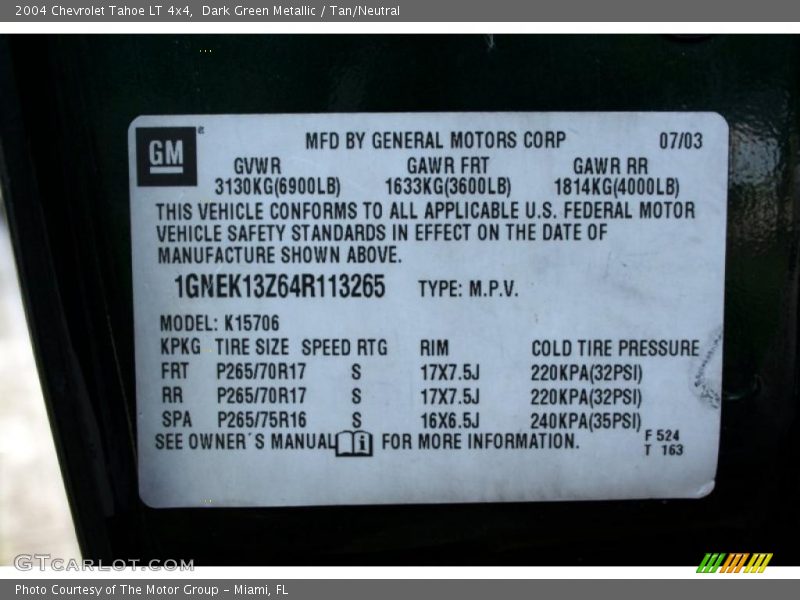 2004 Chevrolet Tahoe LT 4x4, Dark Green Metallic / Tan/Neutral
GM
MFD BY GENERAL MOTORS CORP 07/03
GVWR GAWR FRT GAWR RR
3130KG(6900LB) 1633KG(3600LB) 1814KG(4000LB)
THIS VEHICLE CONFORMS TO ALL APPLICABLE U.S. FEDERAL MOTOR
VEHICLE SAFETY STANDARDS IN EFFECT ON THE DATE OF
MANUFACTURE SHOWN ABOVE.
1GNEK13Z64R113265 TYPE: M.P.V.
MODEL: K15706
KPKG TIRE SIZE SPEED RTG RIM COLD TIRE PRESSURE
FRT P265/70R17 S 17X7.5J 220KPA(32PSI)
RR P265/70R17 S 17X7.5J 220KPA(32PSI)
SPA P265/75R16 S 16X6.5J 240KPA(35PSI)
SEE OWNER´S MANUAL FOR MORE INFORMATION.
F 524
T 163
GTCARLOT.COM
Photo Courtesy of The Motor Group - Miami, FL